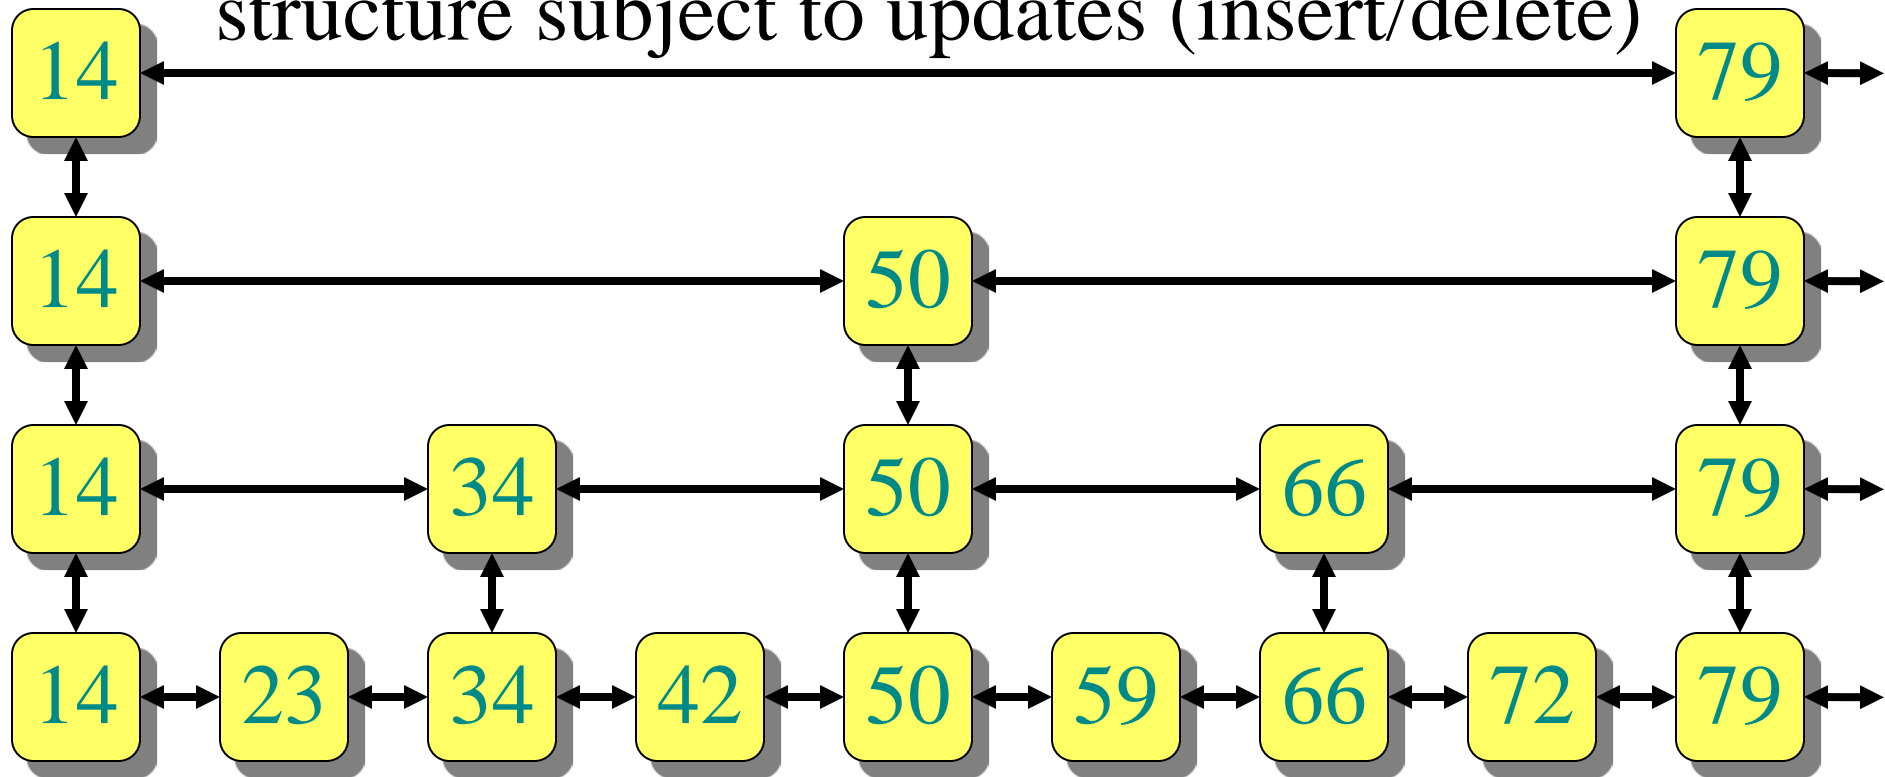 structure subject to updates (insert/delete)
14 79
14 50 79
14 34 50 66 79
14 23 34 42 50 59 66 72 79